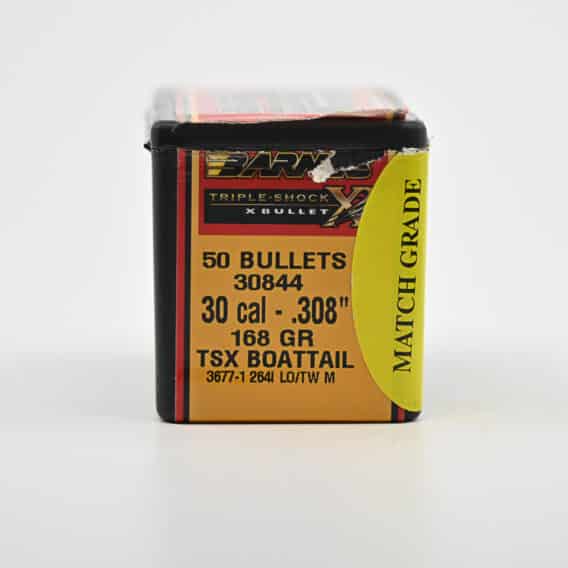 BARNES
TRIPLE-SHOCK
X BULLET
50 BULLETS
30844
30 cal - .308"
168 GR
TSX BOATTAIL
3677-1 264I LO/TW M
MATCH GRADE